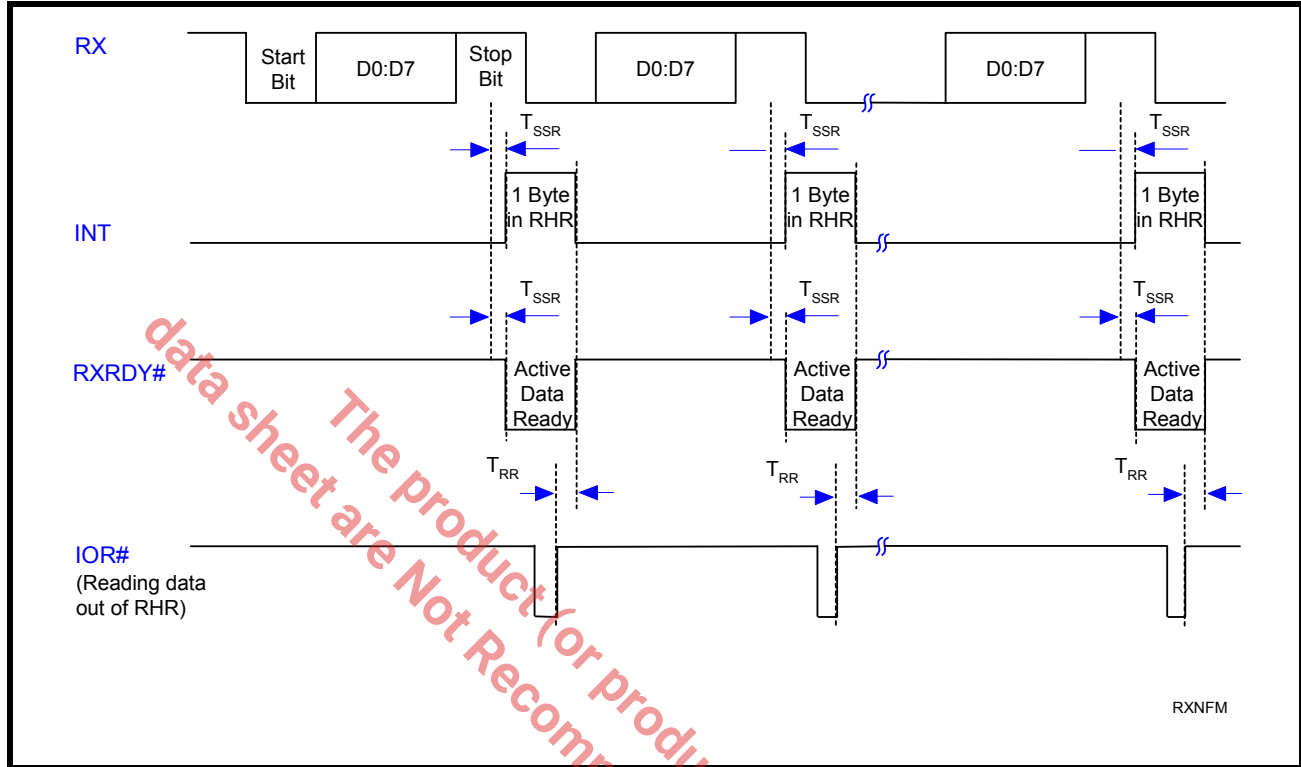 RX
Start
Bit
D0:D7
Stop
Bit
D0:D7
D0:D7
TSSR
TSSR
TSSR
INT
1 Byte
in RHR
1 Byte
in RHR
1 Byte
in RHR
TSSR
TSSR
TSSR
RXRDY#
Active
Data
Ready
Active
Data
Ready
Active
Data
Ready
TRR
TRR
TRR
IOR#
(Reading data
out of RHR)
RXNFM
The product (or produ
data sheet are Not Recom